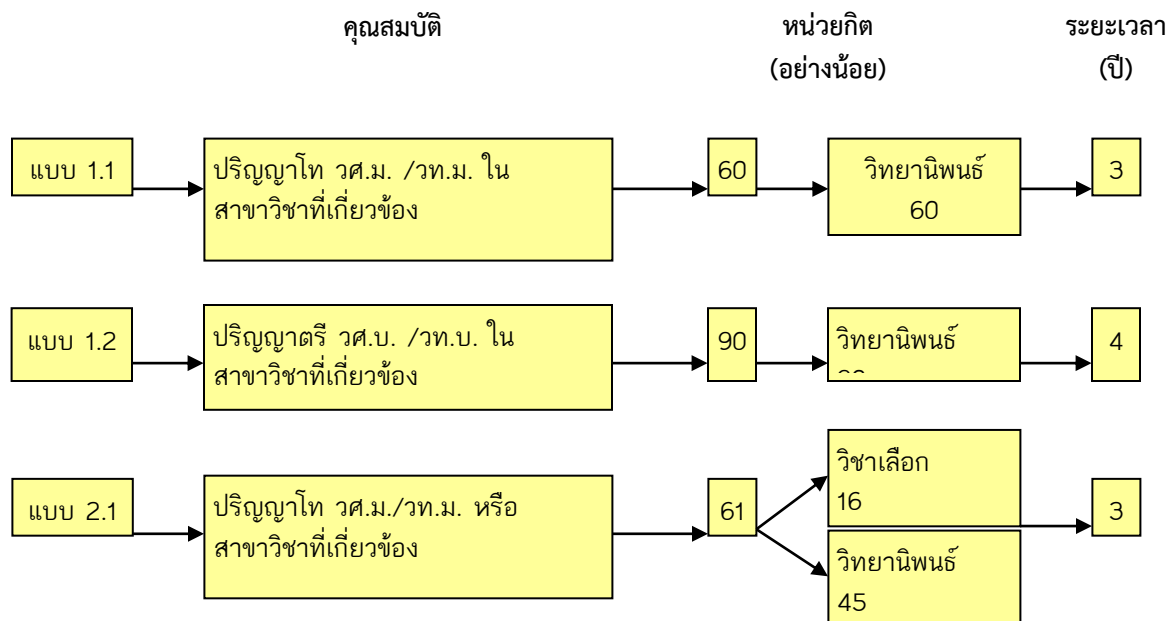 คุณสมบัติ หน่วยกิต ระยะเวลา
(อย่างน้อย) (ปี)
แบบ 1.1
ปริญญาโท วศ.ม. /วท.ม. ใน
สาขาวิชาที่เกี่ยวข้อง
60
วิทยานิพนธ์
60
3
แบบ 1.2
ปริญญาตรี วศ.บ. /วท.บ. ใน
สาขาวิชาที่เกี่ยวข้อง
90
วิทยานิพนธ์
4
แบบ 2.1
ปริญญาโท วศ.ม./วท.ม. หรือ
สาขาวิชาที่เกี่ยวข้อง
61
วิชาเลือก
16
วิทยานิพนธ์
45
3